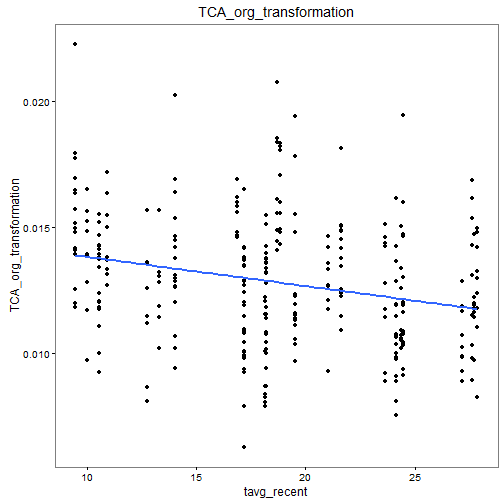 TCA_org_transformation
0.020
0.015
0.010
TCA_org_transformation
10 15 20 25
tavg_recent